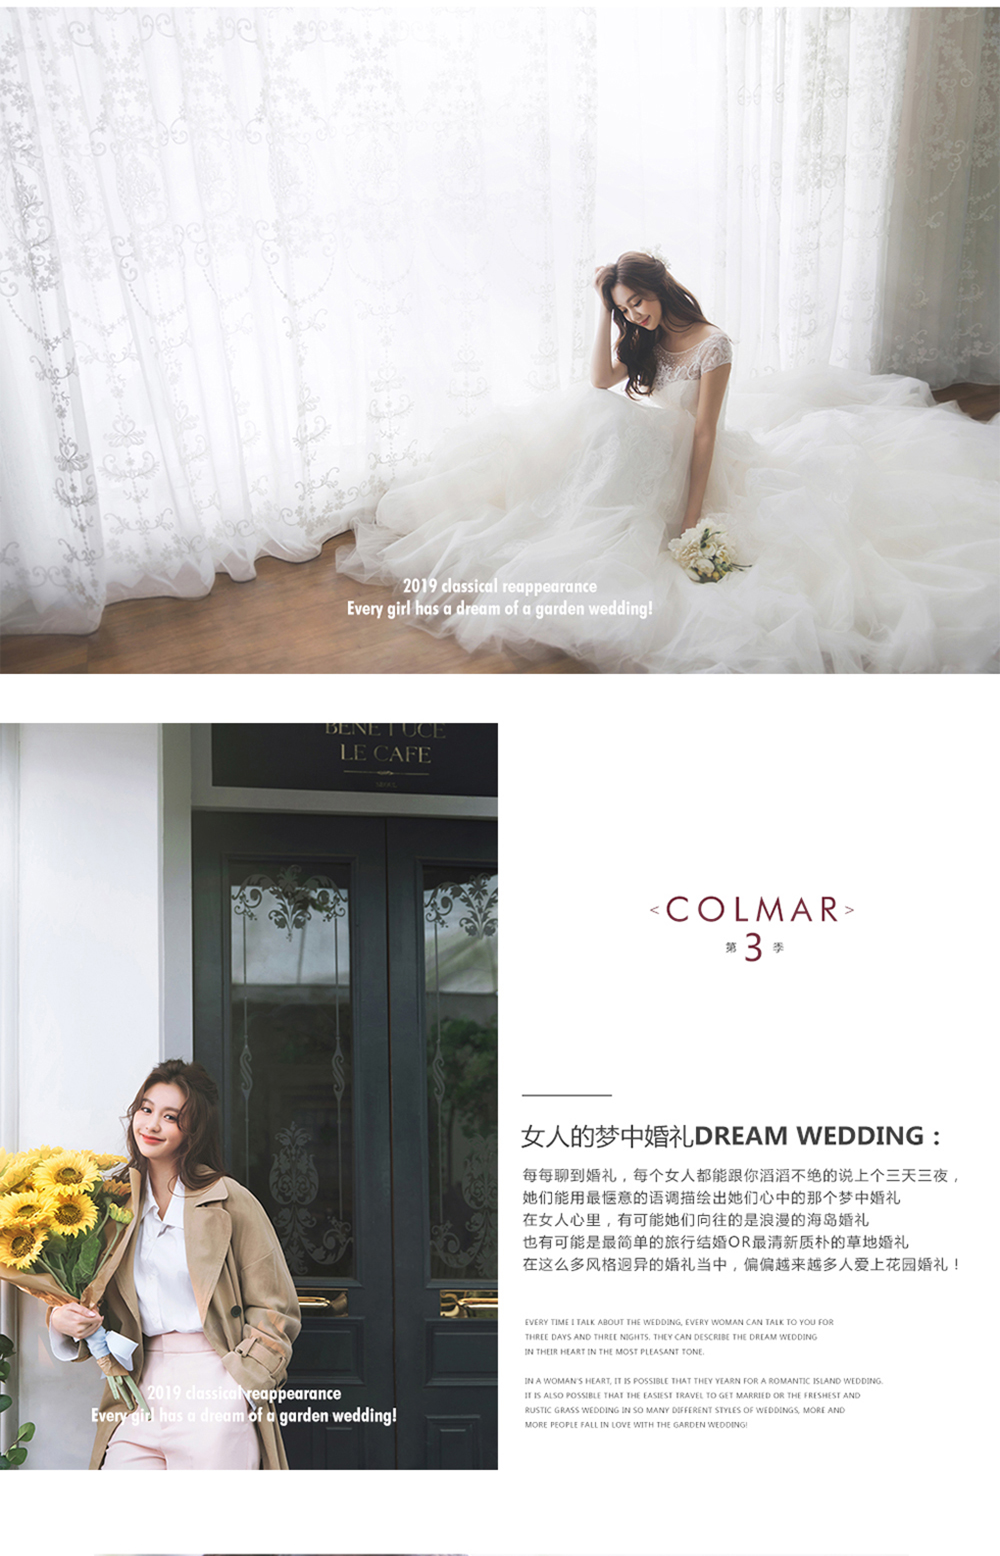 2019 classical reappearance
Every girl has a dream of a garden wedding!
BENE TUCE
LE CAFE
<COLMAR>
第3季
女人的梦中婚礼DREAM WEDDING：
每每聊到婚礼，每个女人都能跟你滔滔不绝的说上个三天三夜，
她们能用最惬意的语调描绘出她们心中的那个梦中婚礼
在女人心里，有可能她们向往的是浪漫的海岛婚礼
也有可能是最简单的旅行结婚OR最清新质朴的草地婚礼
在这么多风格迥异的婚礼当中，偏偏越来越多人爱上花园婚礼！
EVERY TIME I TALK ABOUT THE WEDDING, EVERY WOMAN CAN TALK TO YOU FOR
THREE DAYS AND THREE NIGHTS. THEY CAN DESCRIBE THE DREAM WEDDING
IN THEIR HEART IN THE MOST PLEASANT TONE.
IN A WOMAN'S HEART, IT IS POSSIBLE THAT THEY YEARN FOR A ROMANTIC ISLAND WEDDING.
IT IS ALSO POSSIBLE THAT THE EASIEST TRAVEL TO GET MARRIED OR THE FRESHEST AND
RUSTIC GRASS WEDDING IN SO MANY DIFFERENT STYLES OF WEDDINGS, MORE AND
MORE PEOPLE FALL IN LOVE WITH THE GARDEN WEDDING!
2019 classical reappearance
Every girl has a dream of a garden wedding!